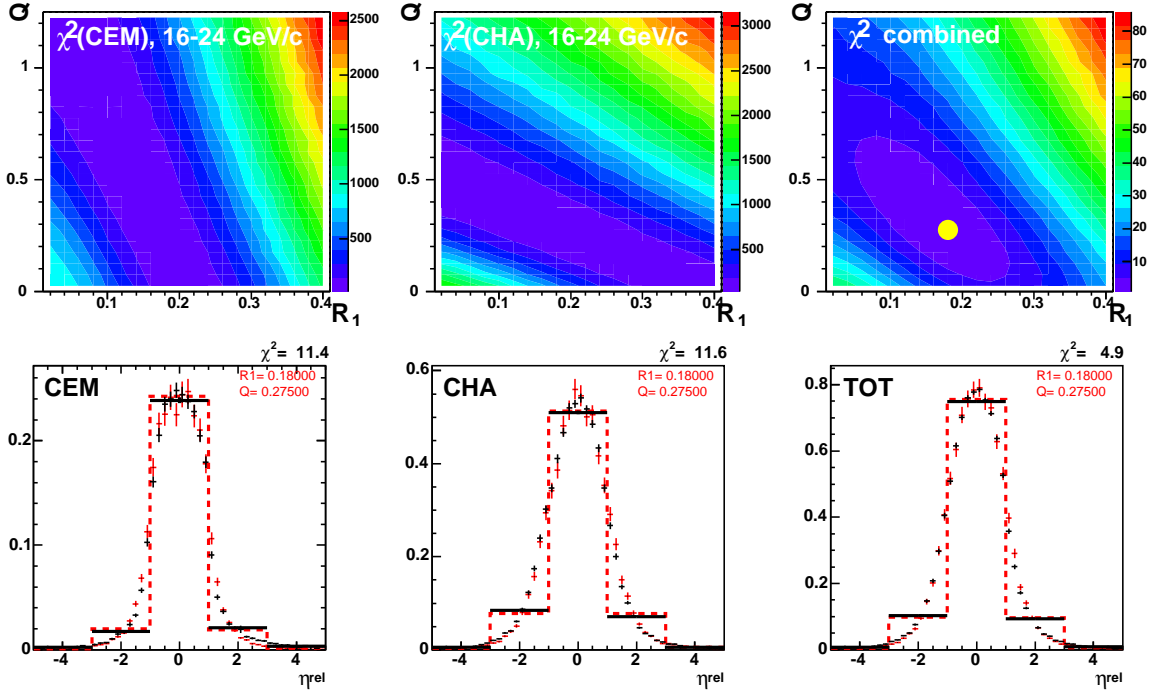 Q
χ²(CEM), 16-24 GeV/c
1
0.5
0
0.1 0.2 0.3 0.4
R₁
2500
2000
1500
1000
500
Q
χ²(CHA), 16-24 GeV/c
1
0.5
0
0.1 0.2 0.3 0.4
R₁
3000
2500
2000
1500
1000
500
Q
χ² combined
1
0.5
0
0.1 0.2 0.3 0.4
R₁
80
70
60
50
40
30
20
10
χ²= 11.4
CEM
R1= 0.18000
Q= 0.27500
0.2
0.1
0
-4 -2 0 2 4
ηrel
χ²= 11.6
CHA
R1= 0.18000
Q= 0.27500
0.6
0.4
0.2
0
-4 -2 0 2 4
ηrel
χ²= 4.9
TOT
R1= 0.18000
Q= 0.27500
0.8
0.6
0.4
0.2
0
-4 -2 0 2 4
ηrel